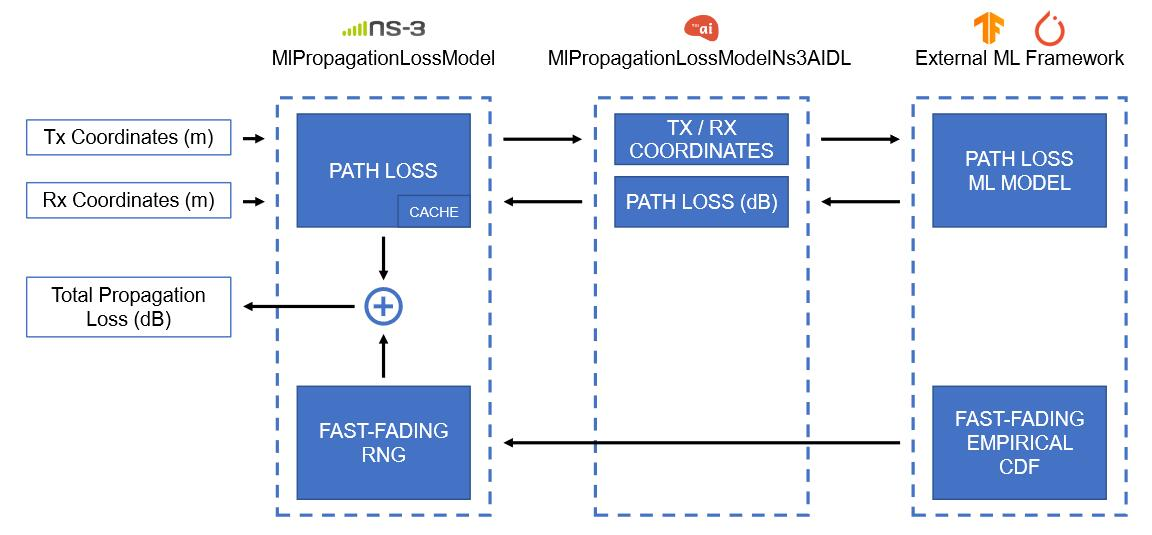 NS-3
ai
MlPropagationLossModel
MlPropagationLossModelNs3AIDL
External ML Framework
Tx Coordinates (m)
Rx Coordinates (m)
Total Propagation
Loss (dB)
PATH LOSS
CACHE
FAST-FADING
RNG
TX / RX
COORDINATES
PATH LOSS (dB)
PATH LOSS
ML MODEL
FAST-FADING
EMPIRICAL
CDF